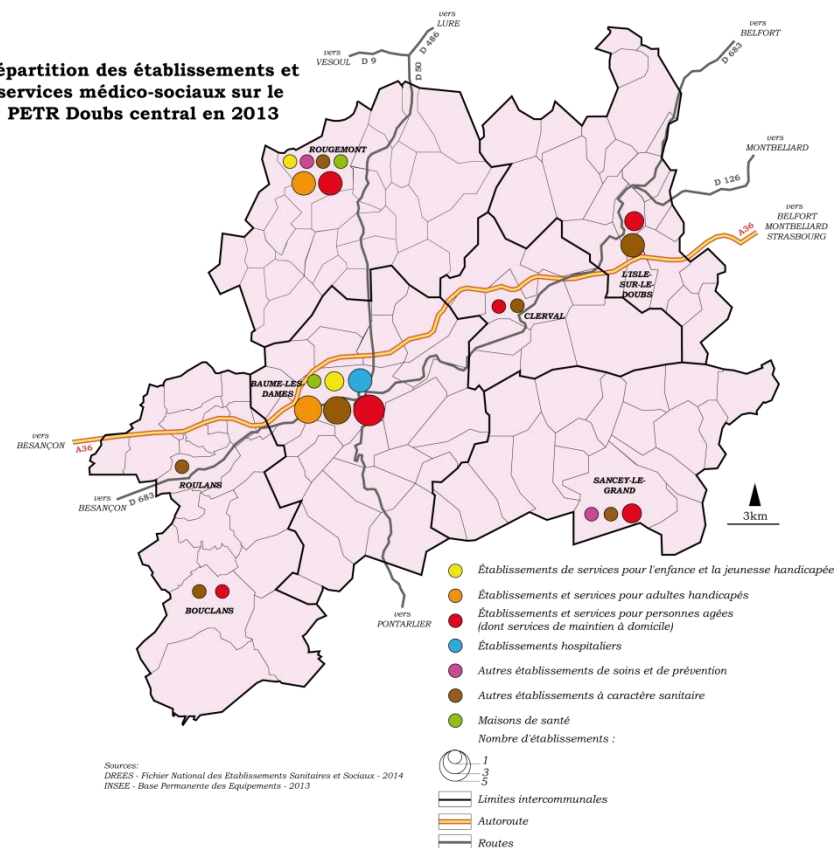 épartition des établissements et
services médico-sociaux sur le
PETR Doubs central en 2013
vers
LURE
vers
VESOUL
D 9
D 486
D 50
vers
BELFORT
D 683
vers
MONTBELIARD
D 126
vers
BELFORT
MONTBELIARD
STRASBOURG
A36
ROUGEMONT
L'ISLE-
SUR-LE-
DOUBS
CLERVAL
BAUME-LES-
DAMES
vers
BESANÇON
A36
ROULANS
vers
BESANÇON
D 683
SANCEY-LE-
GRAND
3km
BOUCLANS
vers
PONTARLIER
Établissements de services pour l'enfance et la jeunesse handicapée
Établissements et services pour adultes handicapés
Établissements et services pour personnes agées
(dont services de maintien à domicile)
Établissements hospitaliers
Autres établissements de soins et de prévention
Autres établissements à caractère sanitaire
Maisons de santé
Nombre d'établissements :
1
3
5
Limites intercommunales
Autoroute
Routes
Sources:
DREES - Fichier National des Etablissements Sanitaires et Sociaux - 2014
INSEE - Base Permanente des Equipements - 2013